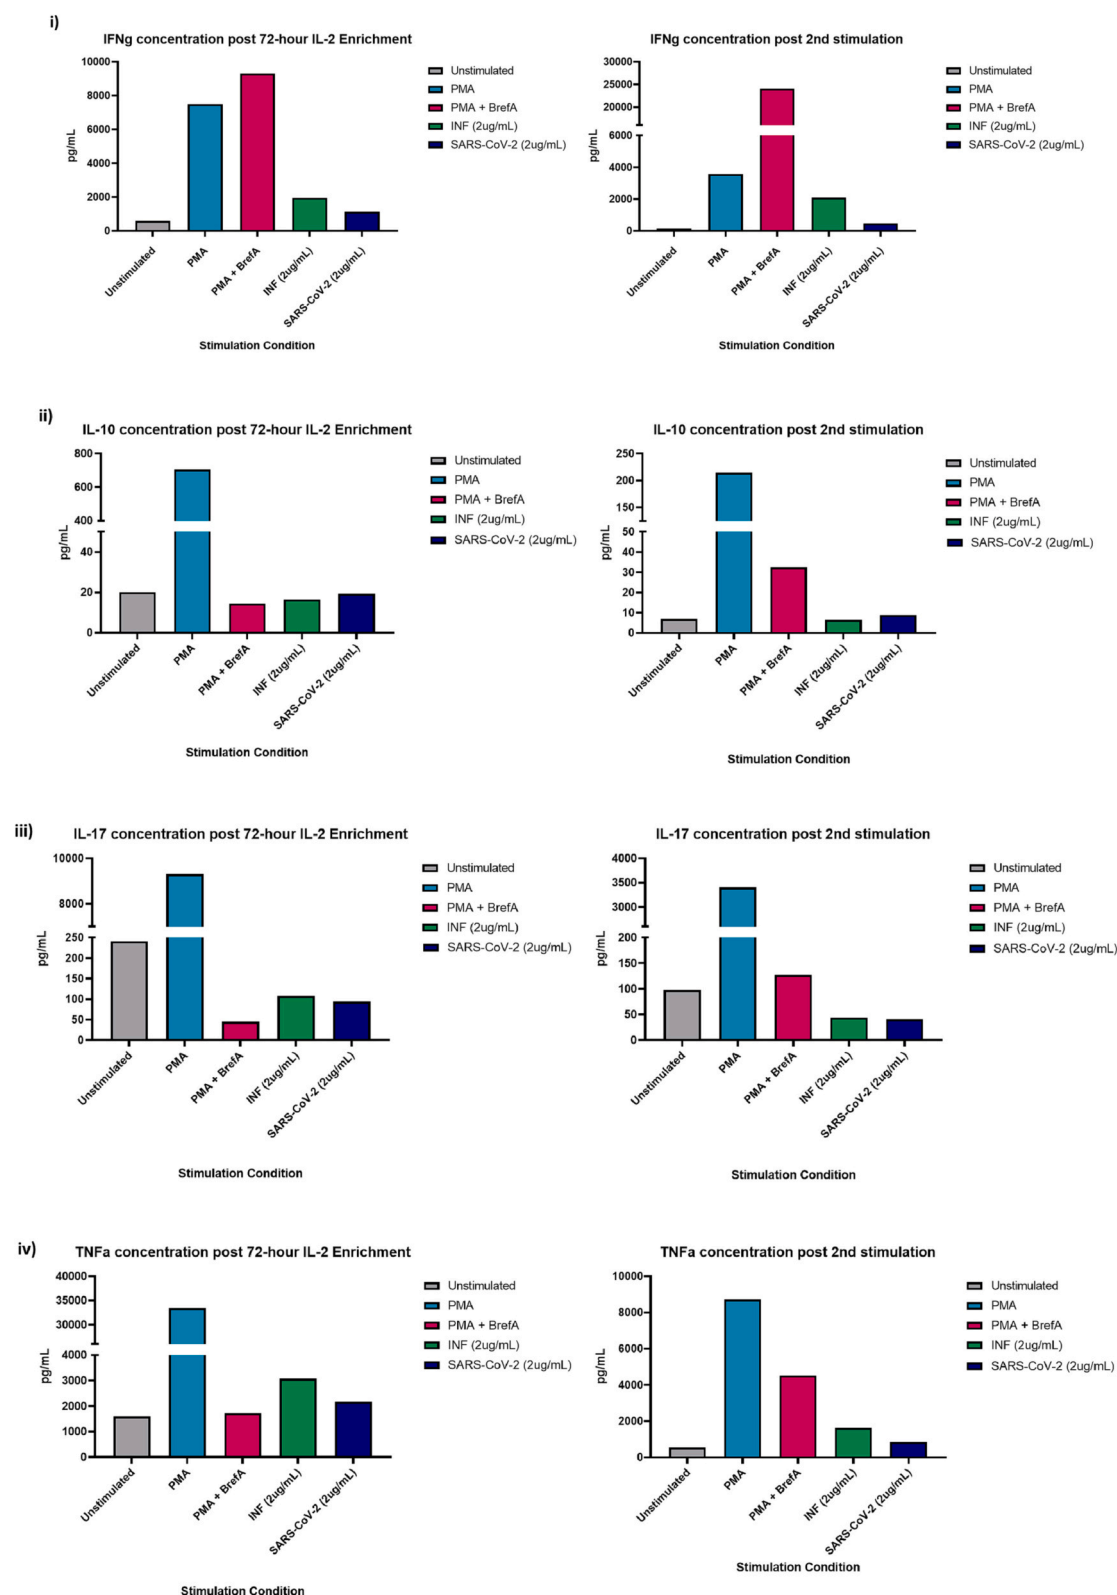 i)
IFNg concentration post 72-hour IL-2 Enrichment
10000
8000
6000
4000
2000
0
pg/mL
Unstimulated
PMA
PMA + BrefA
INF (2ug/mL)
SARS-CoV-2 (2ug/mL)
Unstimulated
PMA
PMA + BrefA
INF (2ug/mL)
SARS-CoV-2 (2ug/mL)
Stimulation Condition
IFNg concentration post 2nd stimulation
30000
25000
20000
6000
4000
2000
0
pg/mL
Unstimulated
PMA
PMA + BrefA
INF (2ug/mL)
SARS-CoV-2 (2ug/mL)
Unstimulated
PMA
PMA + BrefA
INF (2ug/mL)
SARS-CoV-2 (2ug/mL)
Stimulation Condition
ii)
IL-10 concentration post 72-hour IL-2 Enrichment
800
600
400
40
20
0
pg/mL
Unstimulated
PMA
PMA + BrefA
INF (2ug/mL)
SARS-CoV-2 (2ug/mL)
Unstimulated
PMA
PMA + BrefA
INF (2ug/mL)
SARS-CoV-2 (2ug/mL)
Stimulation Condition
IL-10 concentration post 2nd stimulation
250
200
150
50
40
30
20
10
0
pg/mL
Unstimulated
PMA
PMA + BrefA
INF (2ug/mL)
SARS-CoV-2 (2ug/mL)
Unstimulated
PMA
PMA + BrefA
INF (2ug/mL)
SARS-CoV-2 (2ug/mL)
Stimulation Condition
iii)
IL-17 concentration post 72-hour IL-2 Enrichment
10000
8000
250
200
150
100
50
0
pg/mL
Unstimulated
PMA
PMA + BrefA
INF (2ug/mL)
SARS-CoV-2 (2ug/mL)
Unstimulated
PMA
PMA + BrefA
INF (2ug/mL)
SARS-CoV-2 (2ug/mL)
Stimulation Condition
IL-17 concentration post 2nd stimulation
4000
3500
3000
200
150
100
50
0
pg/mL
Unstimulated
PMA
PMA + BrefA
INF (2ug/mL)
SARS-CoV-2 (2ug/mL)
Unstimulated
PMA
PMA + BrefA
INF (2ug/mL)
SARS-CoV-2 (2ug/mL)
Stimulation Condition
iv)
TNFa concentration post 72-hour IL-2 Enrichment
40000
35000
30000
4000
3000
2000
1000
0
pg/mL
Unstimulated
PMA
PMA + BrefA
INF (2ug/mL)
SARS-CoV-2 (2ug/mL)
Unstimulated
PMA
PMA + BrefA
INF (2ug/mL)
SARS-CoV-2 (2ug/mL)
Stimulation Condition
TNFa concentration post 2nd stimulation
10000
8000
6000
4000
2000
0
pg/mL
Unstimulated
PMA
PMA + BrefA
INF (2ug/mL)
SARS-CoV-2 (2ug/mL)
Unstimulated
PMA
PMA + BrefA
INF (2ug/mL)
SARS-CoV-2 (2ug/mL)
Stimulation Condition